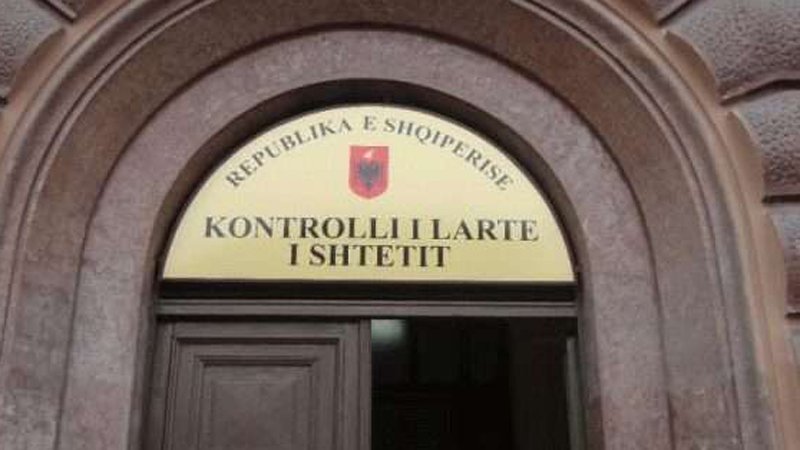 REPUBLIKA E SHQIPERISE
KONTROLLI I LARTE
I SHTETIT